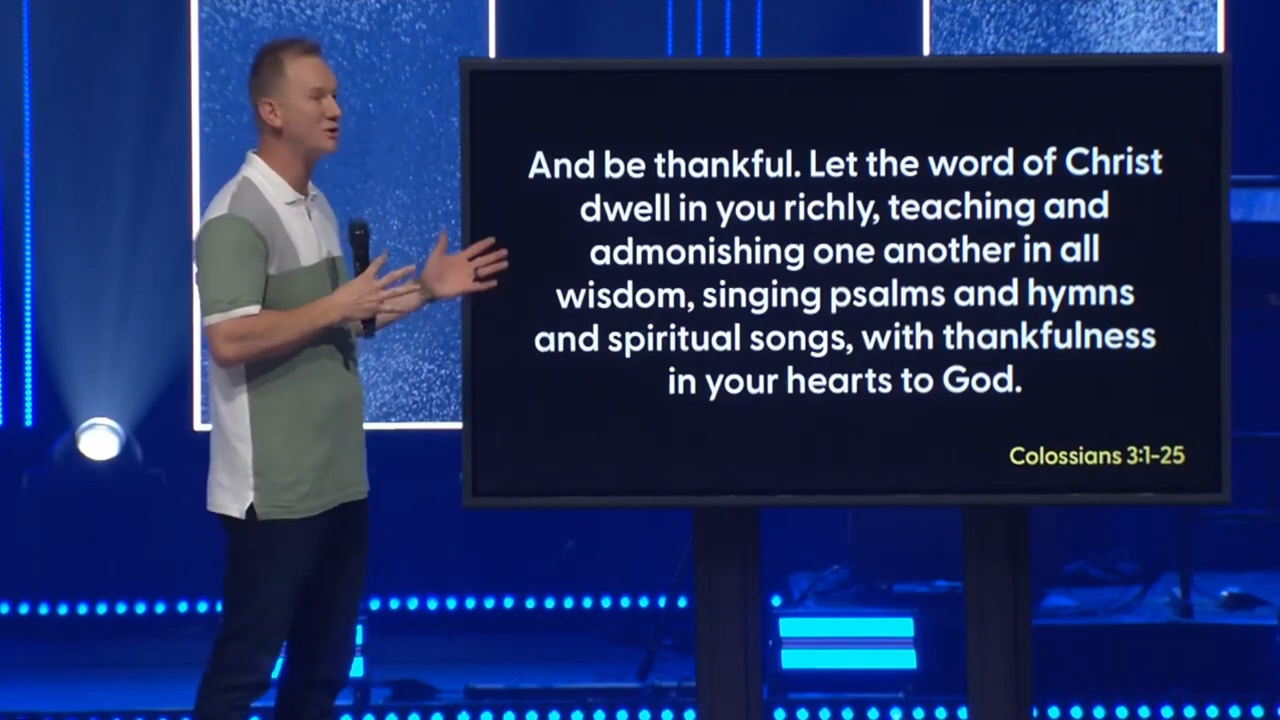 And be thankful. Let the word of Christ
dwell in you richly, teaching and
admonishing one another in all
wisdom, singing psalms and hymns
and spiritual songs, with thankfulness
in your hearts to God.
Colossians 3:1-25